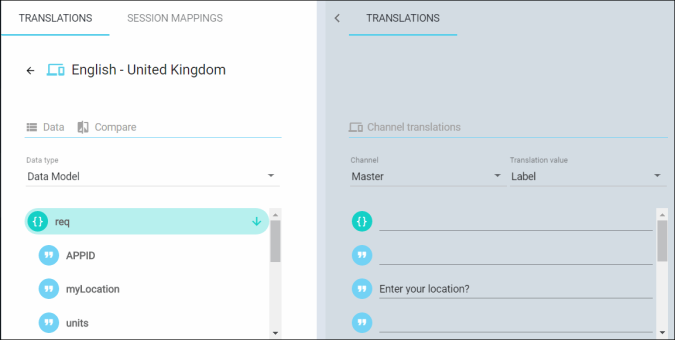 TRANSLATIONS SESSION MAPPINGS
English - United Kingdom
Data Compare
Data type
Data Model
req
APPID
myLocation
units
TRANSLATIONS
Channel translations
Channel Translation value
Master Label
Enter your location?